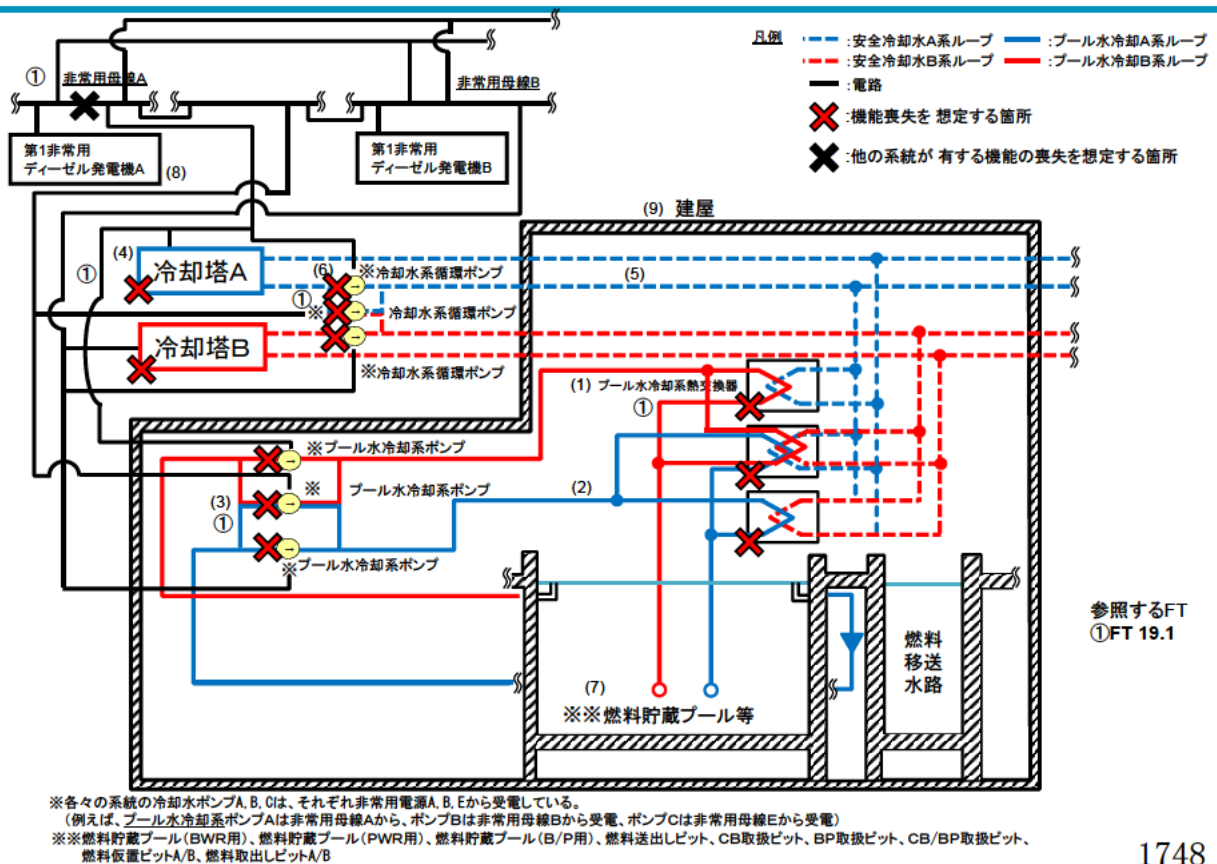 凡例
:安全冷却水A系ループ
:プール水冷却A系ループ
:安全冷却水B系ループ
:プール水冷却B系ループ
:電路
:機能喪失を 想定する箇所
:他の系統が 有する機能の喪失を想定する箇所
①
非常用母線A
非常用母線B
第1非常用
ディーゼル発電機A
(8)
第1非常用
ディーゼル発電機B
(9) 建屋
(4)
冷却塔A
①
(6)
※冷却水系循環ポンプ
(5)
①
※
冷却水系循環ポンプ
冷却塔B
※冷却水系循環ポンプ
(1) プール水冷却系熱交換器
①
※プール水冷却系ポンプ
※
プール水冷却系ポンプ
(3)
①
(2)
※プール水冷却系ポンプ
参照するFT
①FT 19.1
燃料
移送
水路
(7)
※※燃料貯蔵プール等
※各々の系統の冷却水ポンプA, B, Cは、それぞれ非常用電源A, B, Eから受電している。
(例えば、プール水冷却系ポンプAは非常用母線Aから、ポンプBは非常用母線Bから受電、ポンプCは非常用母線Eから受電)
※※燃料貯蔵プール(BWR用)、燃料貯蔵プール(PWR用)、燃料貯蔵プール(B/P用)、燃料送出しピット、CB取扱ピット、BP取扱ピット、CB/BP取扱ピット、
燃料仮置ピットA/B、燃料取出しピットA/B
1748